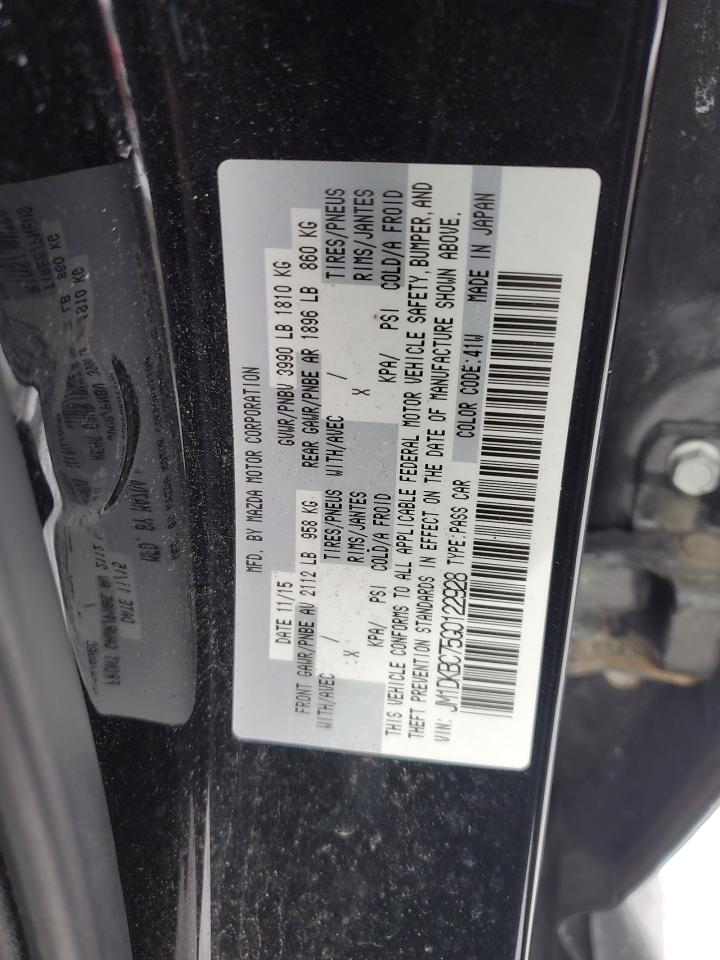 MFD. BY MAZDA MOTOR CORPORATION
DATE 11/15 GVWR/PNBV 3990 LB 1810 KG
FRONT GAWR/PNBE AV 2112 LB 958 KG REAR GAWR/PNBE AR 1896 LB 860 KG
WITH/AVEC / TIRES/PNEUS WITH/AVEC / TIRES/PNEUS
:X RIMS/JANTES X RIMS/JANTES
KPA/ PSI COLD/A FROID KPA/ PSI COLD/A FROID
THIS VEHICLE CONFORMS TO ALL APPLICABLE FEDERAL MOTOR VEHICLE SAFETY, BUMPER, AND
THEFT PREVENTION STANDARDS IN EFFECT ON THE DATE OF MANUFACTURE SHOWN ABOVE.
VIN: JM1DKBC75G0122928 TYPE:PASS CAR COLOR CODE:41W MADE IN JAPAN